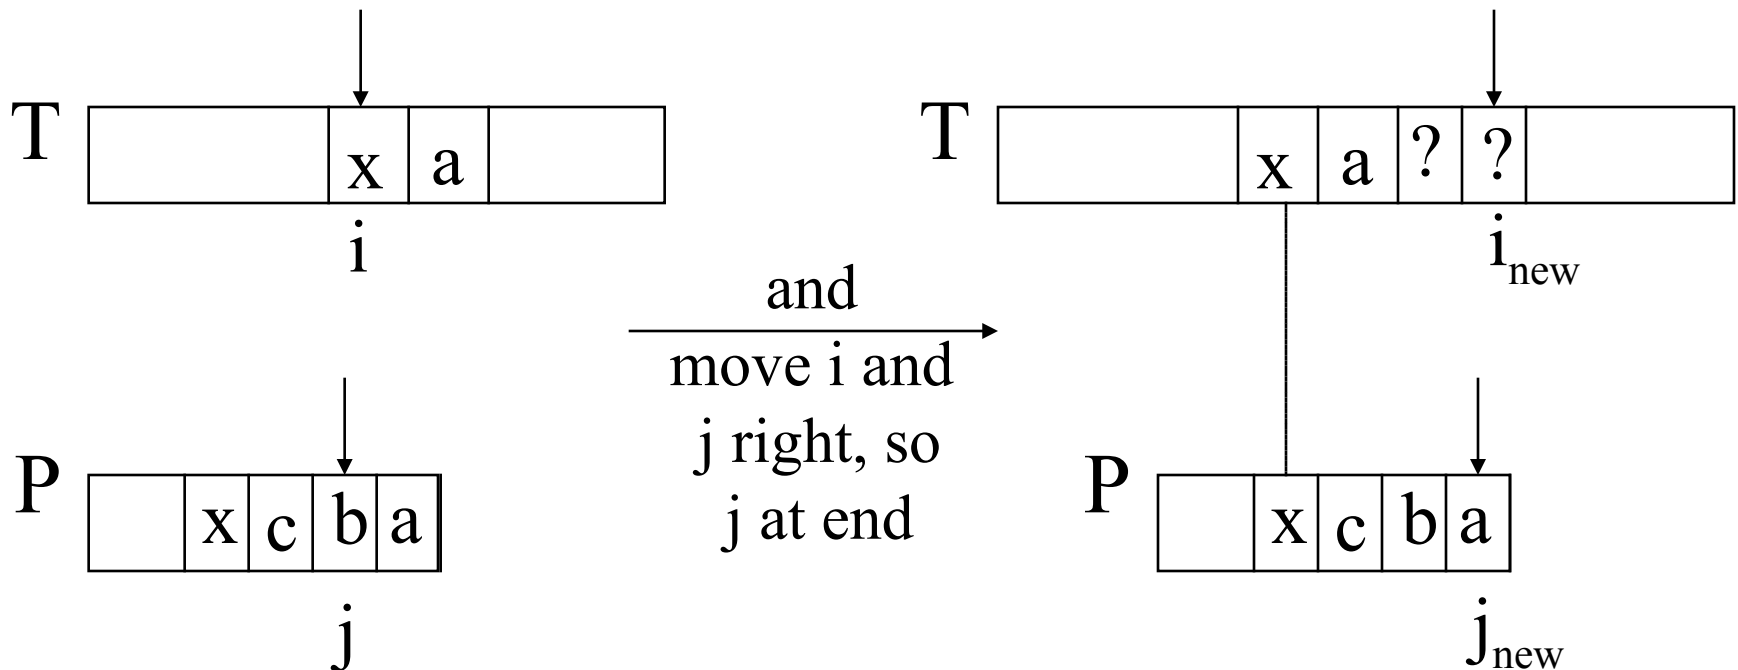 T x a
i
P x c b a
j
and
move i and
j right, so
j at end
T x a ? ?
i new
P x c b a
j new